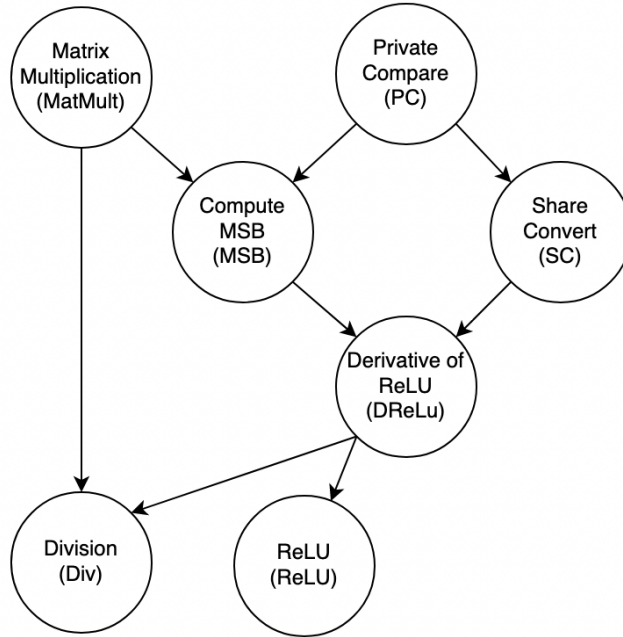 Matrix
Multiplication
(MatMult)
Private
Compare
(PC)
Compute
MSB
(MSB)
Share
Convert
(SC)
Derivative of
ReLU
(DReLu)
Division
(Div)
ReLU
(ReLU)